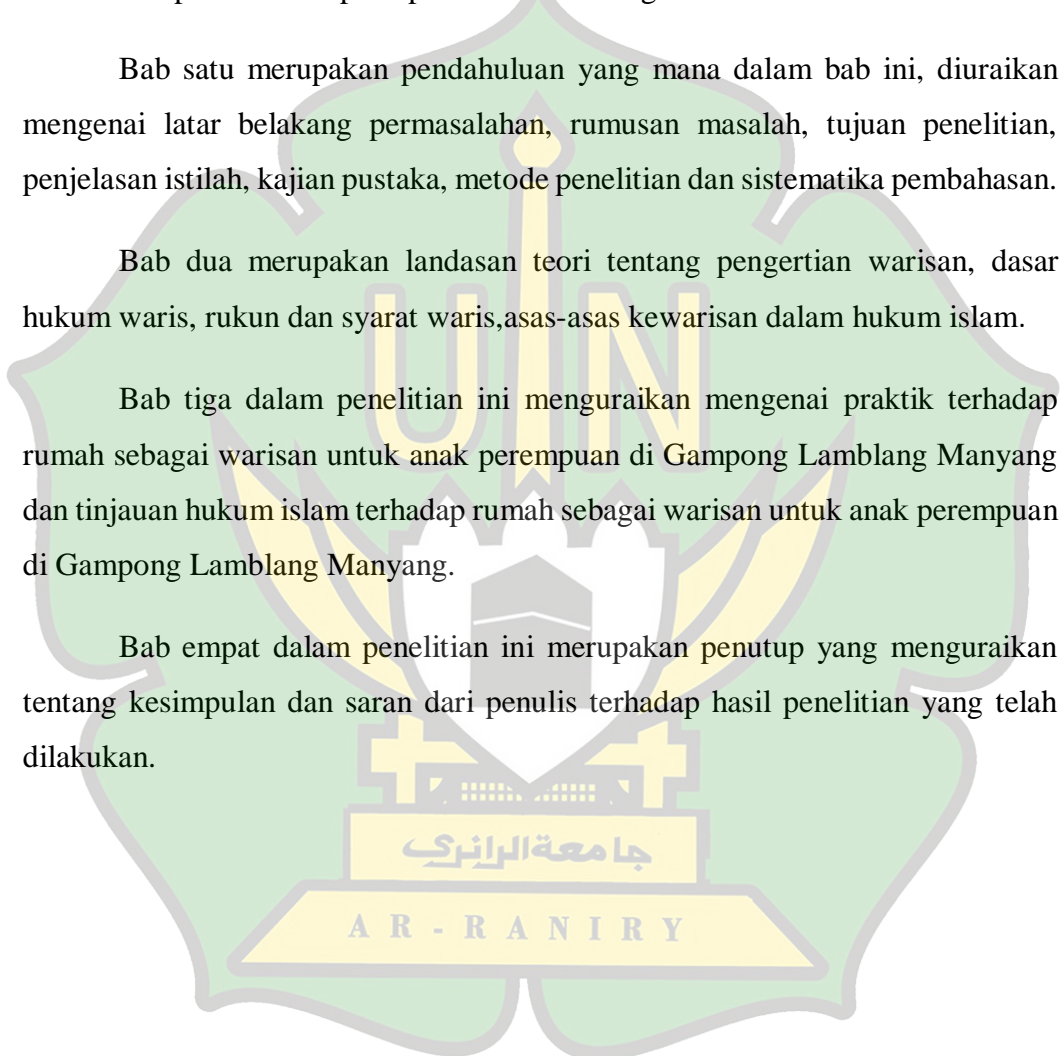 Bab satu merupakan pendahuluan yang mana dalam bab ini, diuraikan
mengenai latar belakang permasalahan, rumusan masalah, tujuan penelitian,
penjelasan istilah, kajian pustaka, metode penelitian dan sistematika pembahasan.
Bab dua merupakan landasan teori tentang pengertian warisan, dasar
hukum waris, rukun dan syarat waris,asas-asas kewarisan dalam hukum islam.
Bab tiga dalam penelitian ini menguraikan mengenai praktik terhadap
rumah sebagai warisan untuk anak perempuan di Gampong Lamblang Manyang
dan tinjauan hukum islam terhadap rumah sebagai warisan untuk anak perempuan
di Gampong Lamblang Manyang.
Bab empat dalam penelitian ini merupakan penutup yang menguraikan
tentang kesimpulan dan saran dari penulis terhadap hasil penelitian yang telah
dilakukan.
UIN
جامعة الرانري
AR-RANIRY